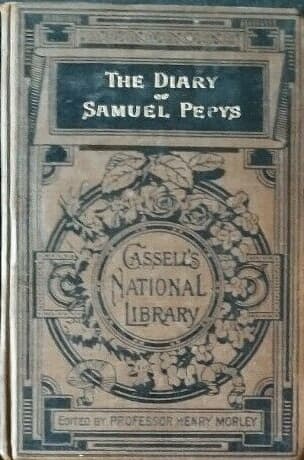 THE DIARY
OF
SAMUEL PEPYS
CASSELL'S
NATIONAL
LIBRARY
EDITED BY PROFESSOR HENRY MORLEY